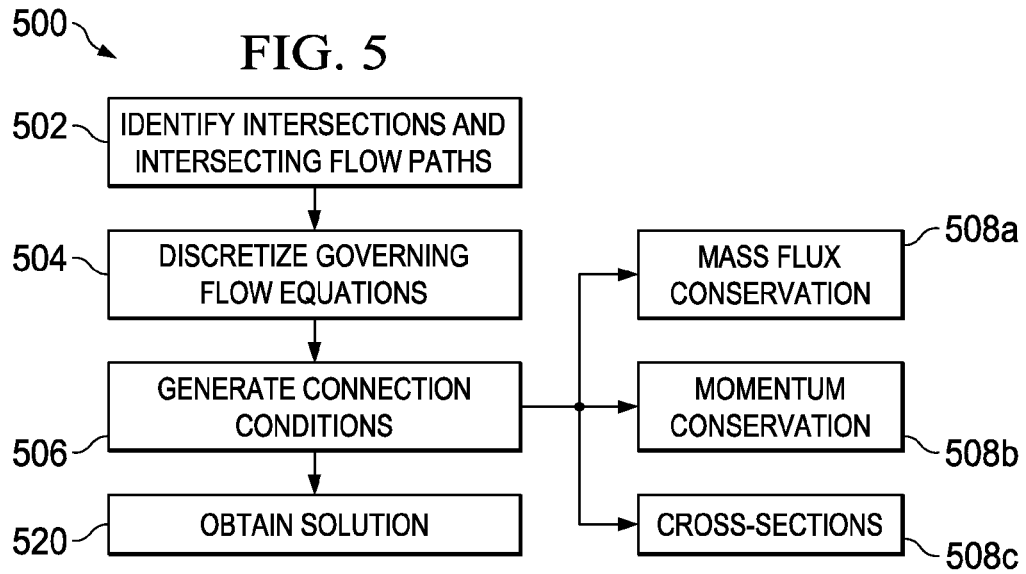 500
FIG. 5
502
IDENTIFY INTERSECTIONS AND
INTERSECTING FLOW PATHS
504
DISCRETIZE GOVERNING
FLOW EQUATIONS
506
GENERATE CONNECTION
CONDITIONS
520
OBTAIN SOLUTION
508a
MASS FLUX
CONSERVATION
MOMENTUM
CONSERVATION
508b
CROSS-SECTIONS
508c